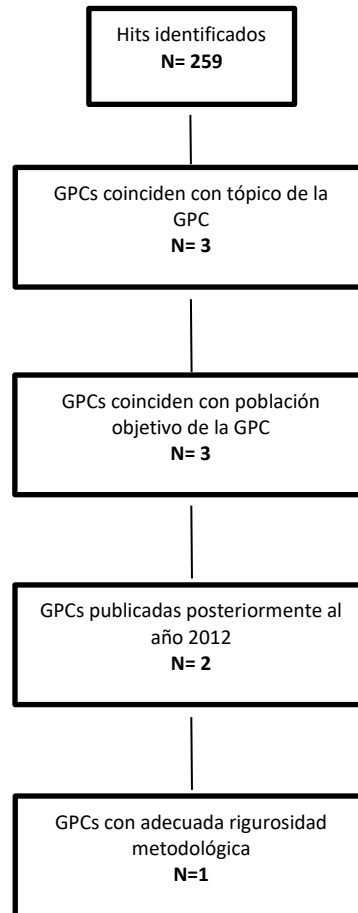 Hits identificados
N= 259
GPCs coinciden con tópico de la
GPC
N= 3
GPCs coinciden con población
objetivo de la GPC
N= 3
GPCs publicadas posteriormente al
año 2012
N= 2
GPCs con adecuada rigurosidad
metodológica
N=1